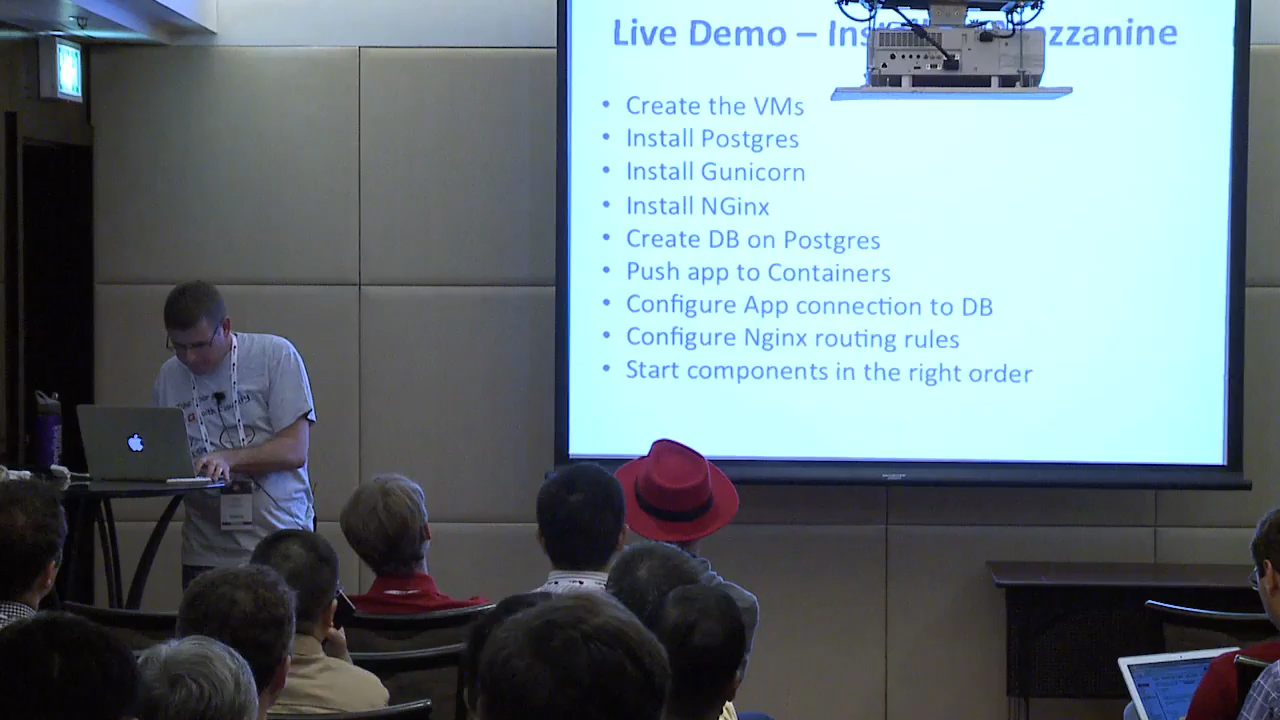 Live Demo – Ins zzanine
• Create the VMs
• Install Postgres
• Install Gunicorn
• Install NGinx
• Create DB on Postgres
• Push app to Containers
• Configure App connection to DB
• Configure Nginx routing rules
• Start components in the right order